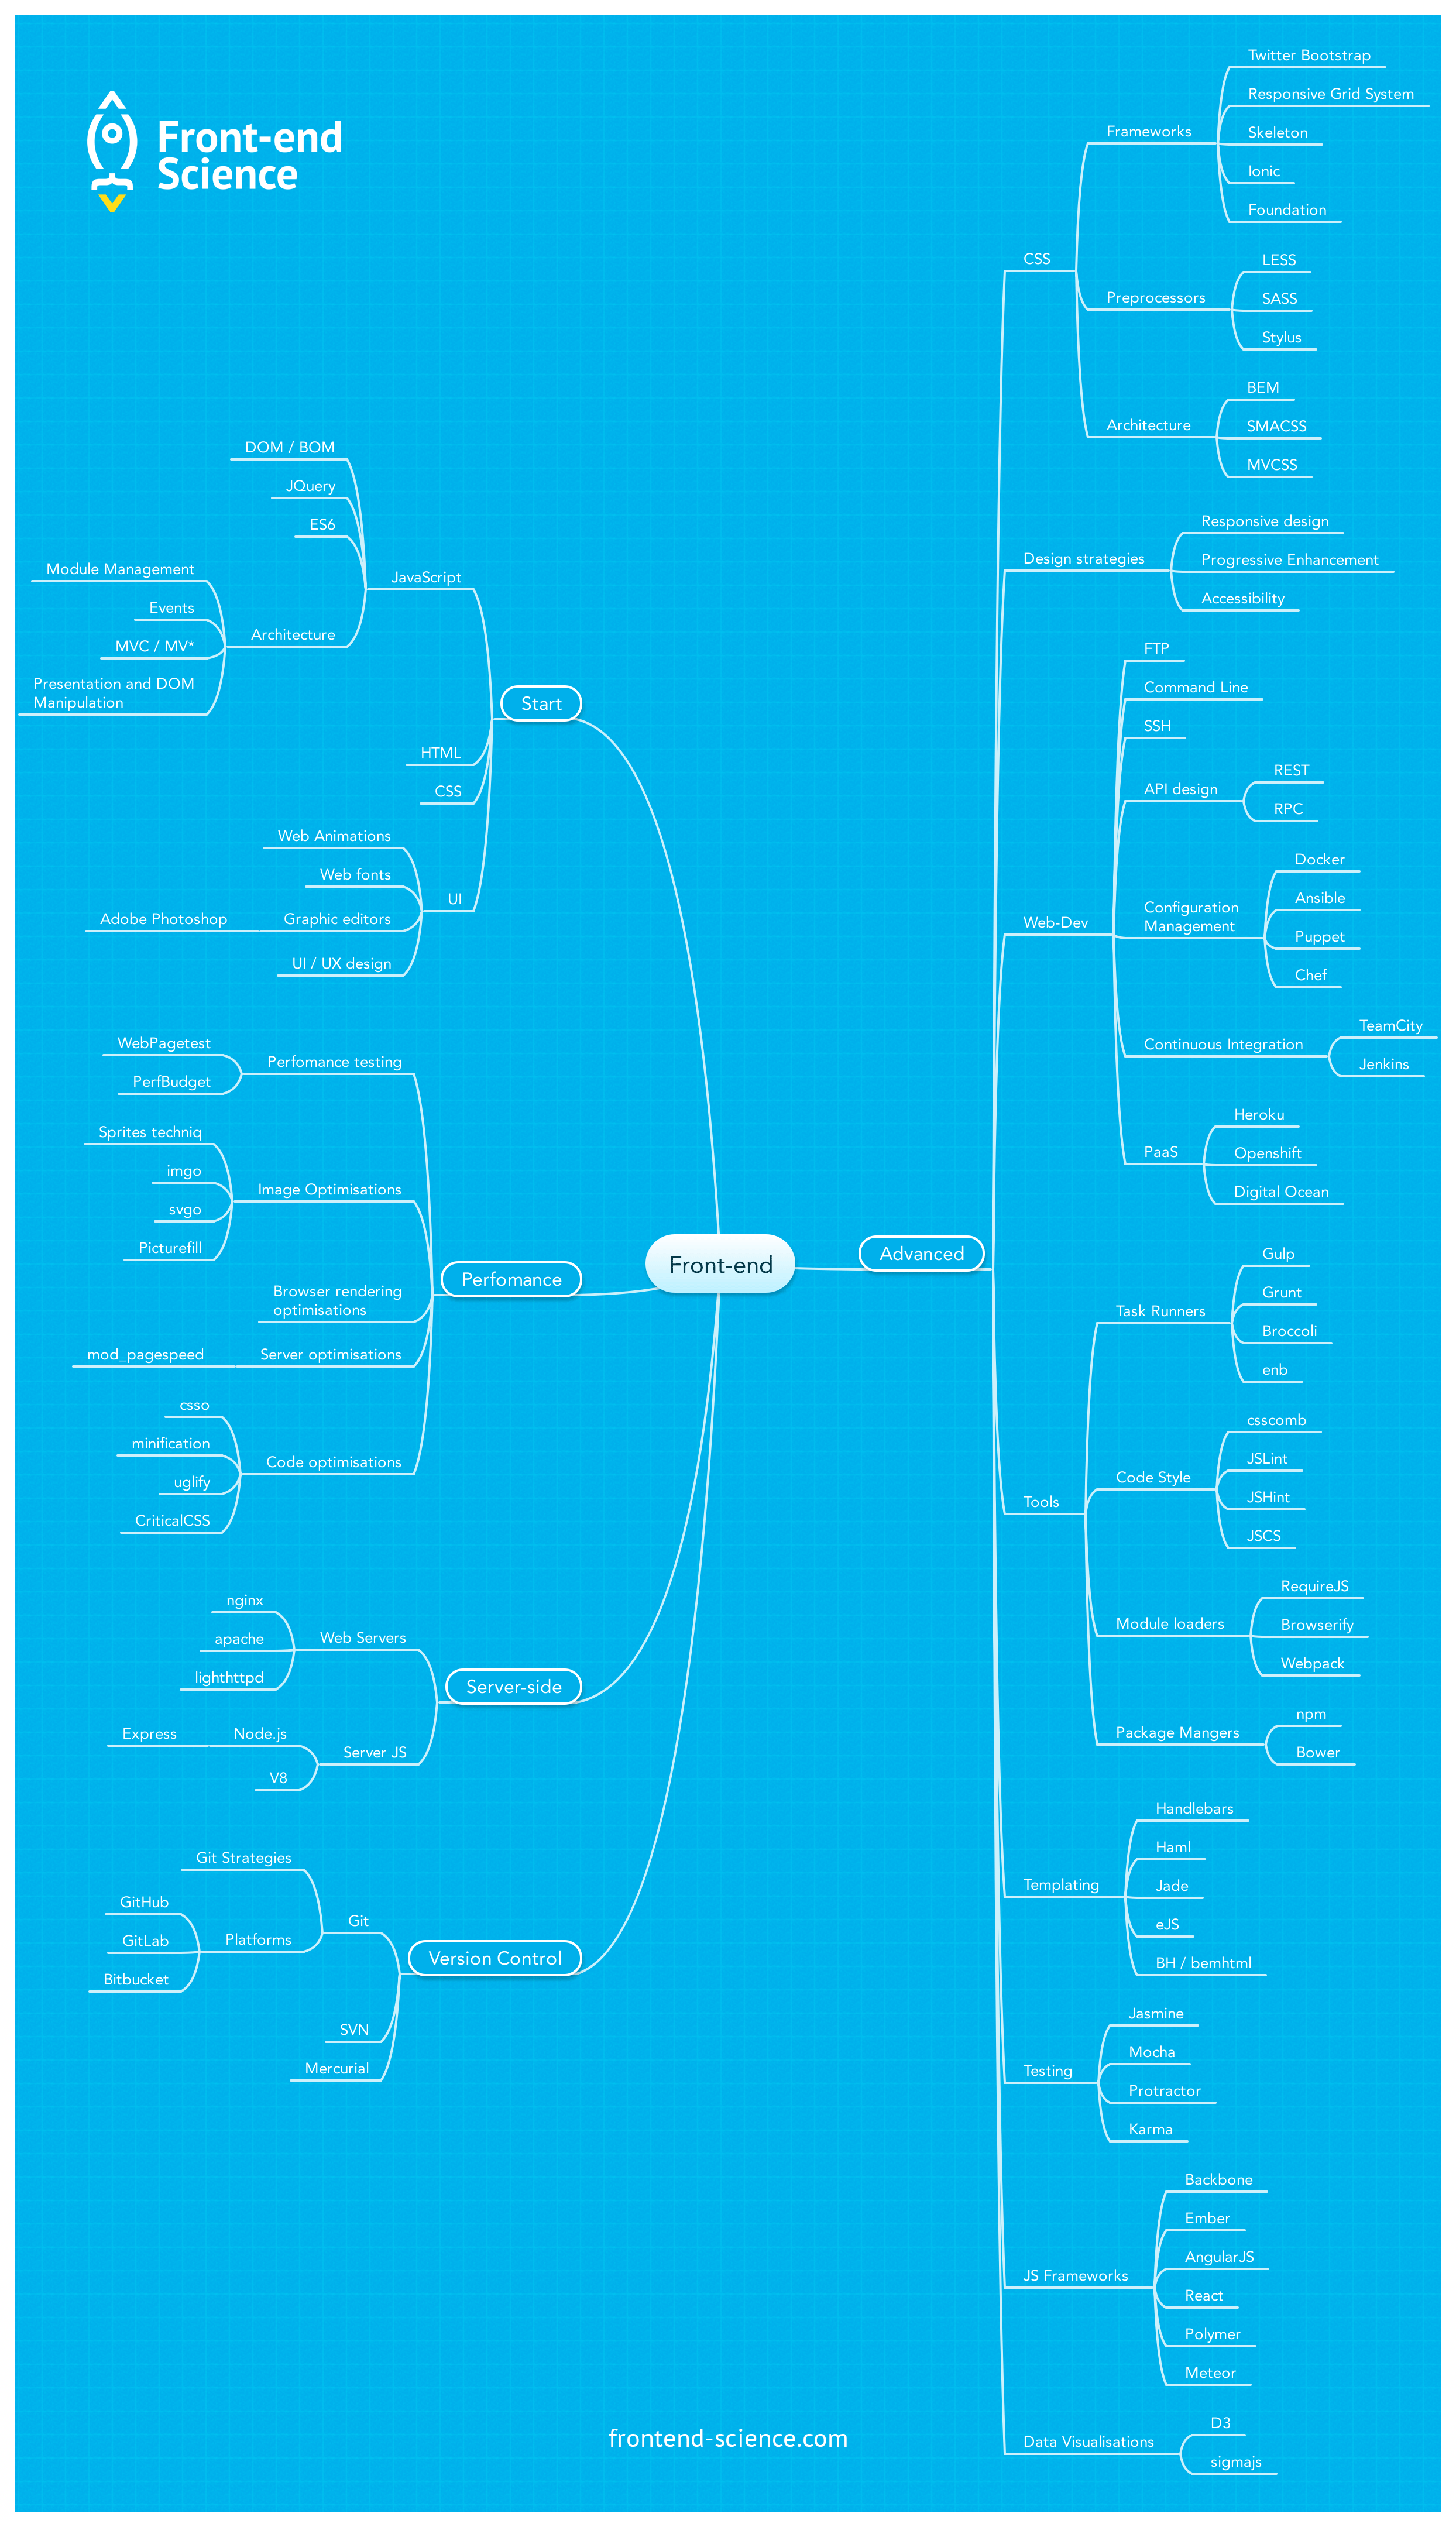 Front-end
Science
DOM / BOM
JQuery
ES6
JavaScript
Module Management
Events
Architecture
MVC / MV*
Presentation and DOM
Manipulation
Start
HTML
CSS
Web Animations
Web fonts
UI
Adobe Photoshop
Graphic editors
UI / UX design
WebPagetest
Perfomance testing
PerfBudget
Sprites techniq
imgo
Image Optimisations
svgo
Picturefill
Perfomance
Browser rendering
optimisations
mod_pagespeed
Server optimisations
csso
minification
Code optimisations
uglify
CriticalCSS
nginx
Web Servers
apache
lighthttpd
Server-side
Express
Node.js
Server JS
V8
Git Strategies
GitHub
Git
GitLab
Platforms
Bitbucket
Version Control
SVN
Mercurial
Front-end
Advanced
Twitter Bootstrap
Responsive Grid System
Frameworks
Skeleton
Ionic
Foundation
CSS
LESS
Preprocessors
SASS
Stylus
BEM
Architecture
SMACSS
MVCSS
Responsive design
Design strategies
Progressive Enhancement
Accessibility
FTP
Command Line
SSH
REST
API design
RPC
Docker
Ansible
Configuration
Management
Puppet
Chef
Web-Dev
TeamCity
Continuous Integration
Jenkins
Heroku
PaaS
Openshift
Digital Ocean
Gulp
Grunt
Task Runners
Broccoli
enb
csscomb
JSLint
Code Style
JSHint
JSCS
Tools
RequireJS
Module loaders
Browserify
Webpack
npm
Package Mangers
Bower
Handlebars
Haml
Templating
Jade
eJS
BH / bemhtml
Jasmine
Mocha
Testing
Protractor
Karma
Backbone
Ember
AngularJS
JS Frameworks
React
Polymer
Meteor
D3
Data Visualisations
sigmajs
frontend-science.com